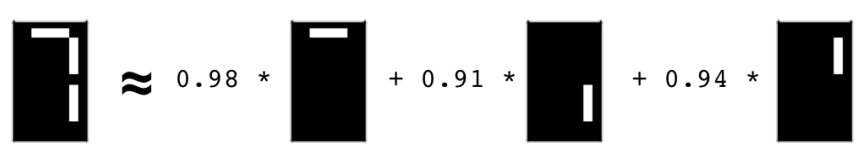 ≈ 0.98 * + 0.91 * + 0.94 *